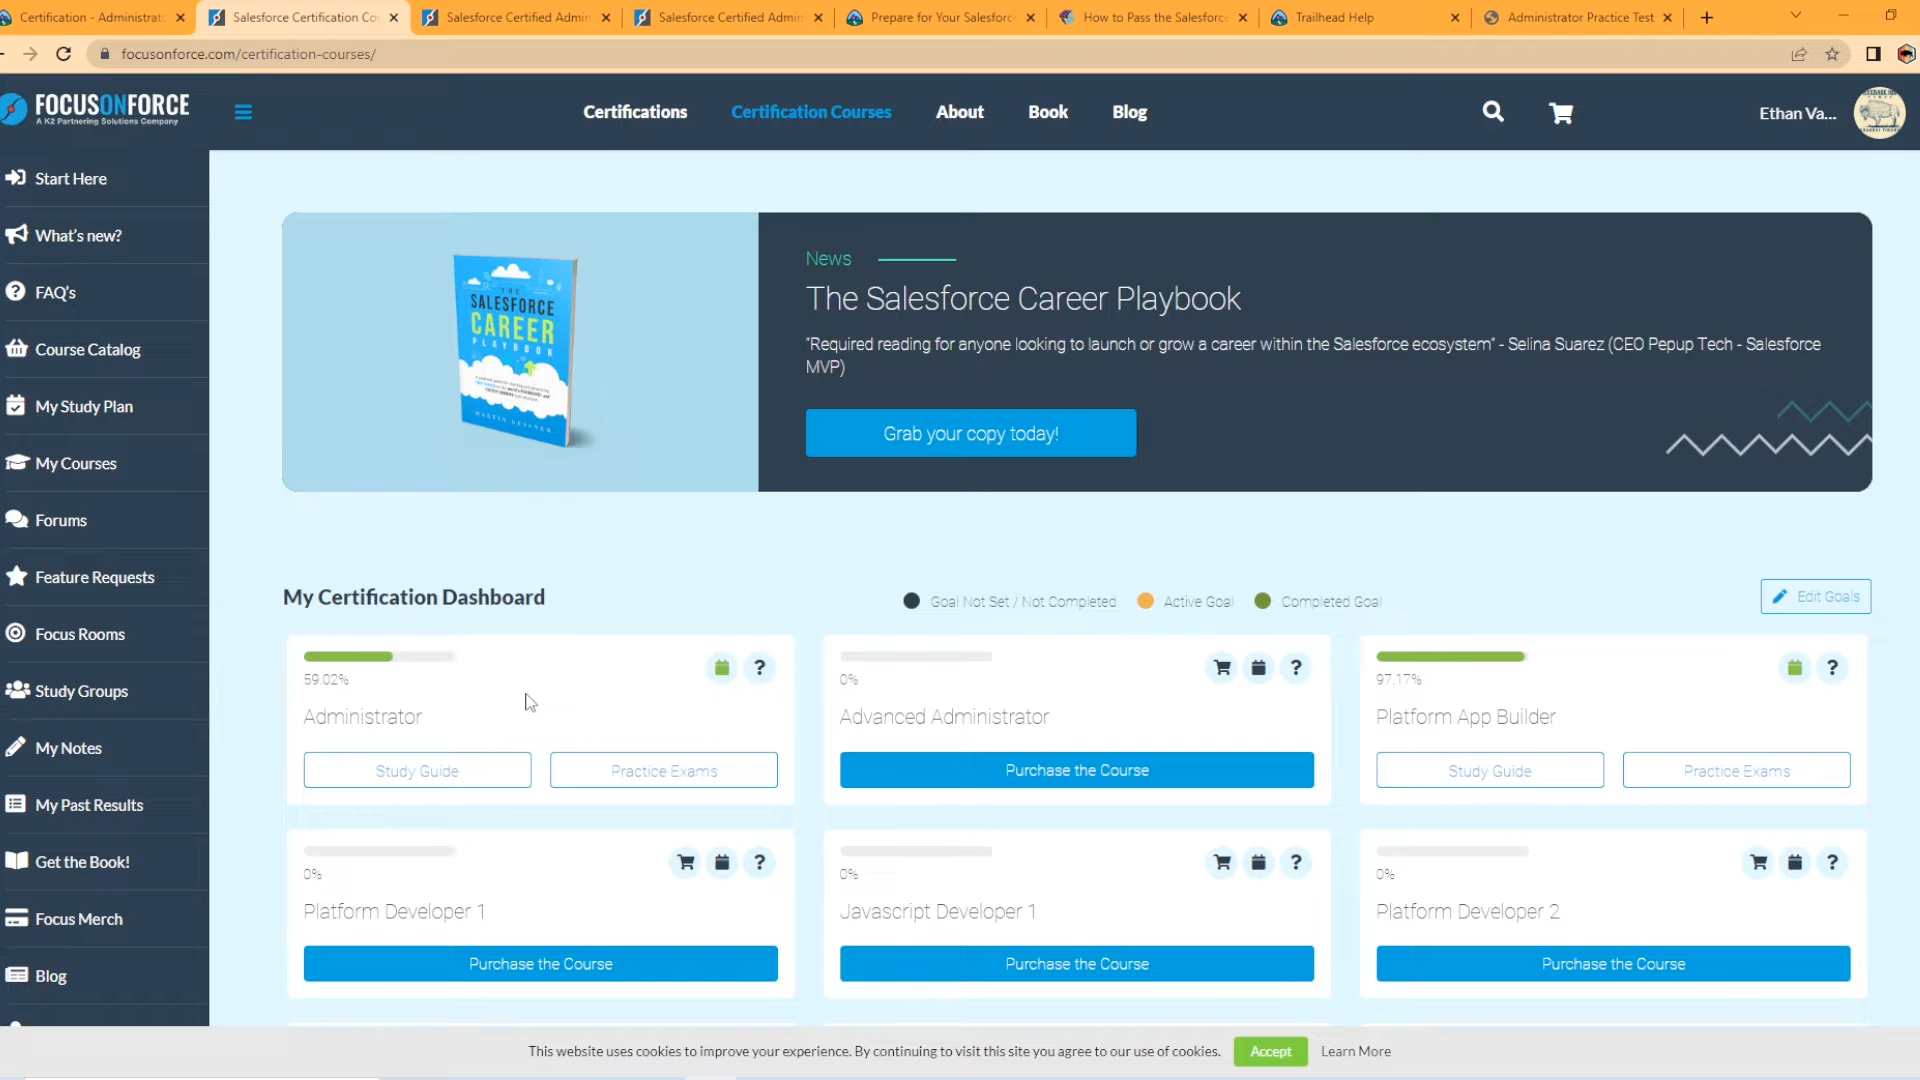 Certification - Administrat
Salesforce Certification Co
Salesforce Certified Admin
Salesforce Certified Admin
Prepare for Your Salesforc
How to Pass the Salesforce
Trailhead Help
Administrator Practice Test
focusonforce.com/certification-courses/
FOCUSONFORCE
A K2 Partnering Solutions Company
Certifications
Certification Courses
About
Book
Blog
Ethan Va...
Start Here
What's new?
FAQ's
Course Catalog
My Study Plan
My Courses
Forums
Feature Requests
Focus Rooms
Study Groups
My Notes
My Past Results
Get the Book!
Focus Merch
Blog
THE
SALESFORCE
CAREER
PLAYBOOK
MARTIN GESSNER
News
The Salesforce Career Playbook
"Required reading for anyone looking to launch or grow a career within the Salesforce ecosystem" - Selina Suarez (CEO Pepup Tech - Salesforce
MVP)
Grab your copy today!
My Certification Dashboard
Goal Not Set / Not Completed
Active Goal
Completed Goal
Edit Goals
59.02%
Administrator
Study Guide
Practice Exams
0%
Advanced Administrator
Purchase the Course
97.17%
Platform App Builder
Study Guide
Practice Exams
0%
Platform Developer 1
Purchase the Course
0%
Javascript Developer 1
Purchase the Course
0%
Platform Developer 2
Purchase the Course
This website uses cookies to improve your experience. By continuing to visit this site you agree to our use of cookies.
Accept
Learn More